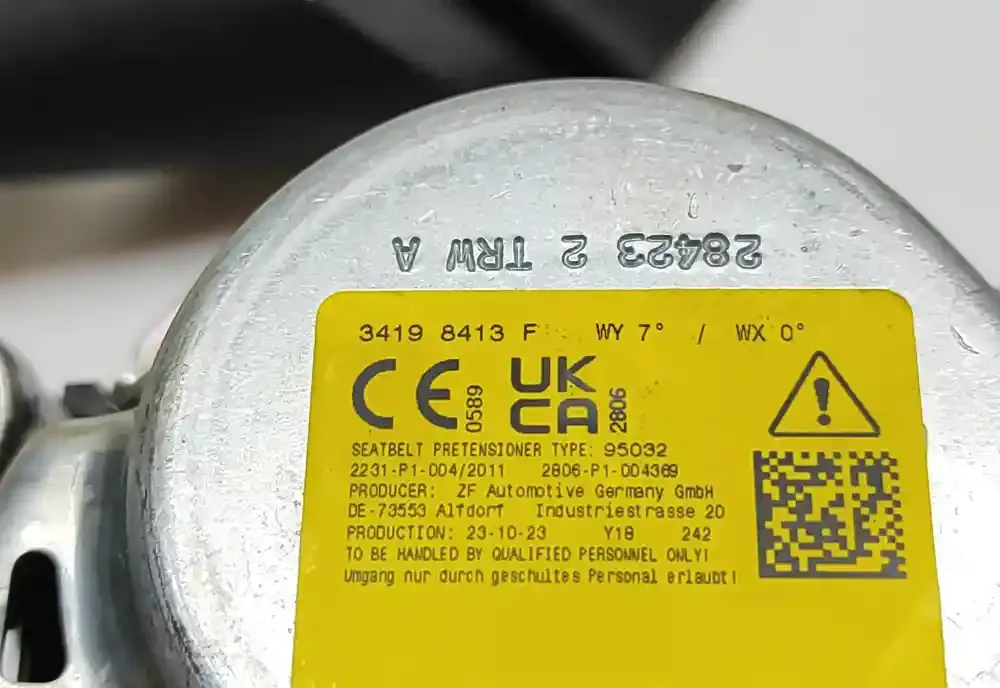 28423 2 TRW A
3419 8413 F WY 7° / WX 0°
CE 0589 UK CA 2806
SEATBELT PRETENSIONER TYPE: 95032
2231-P1-004/2011 2806-P1-004369
PRODUCER: ZF Automotive Germany GmbH
DE-73553 Alfdorf Industriestrasse 20
PRODUCTION: 23-10-23 Y18 242
TO BE HANDLED BY QUALIFIED PERSONNEL ONLY!
Umgang nur durch geschultes Personal erlaubt!